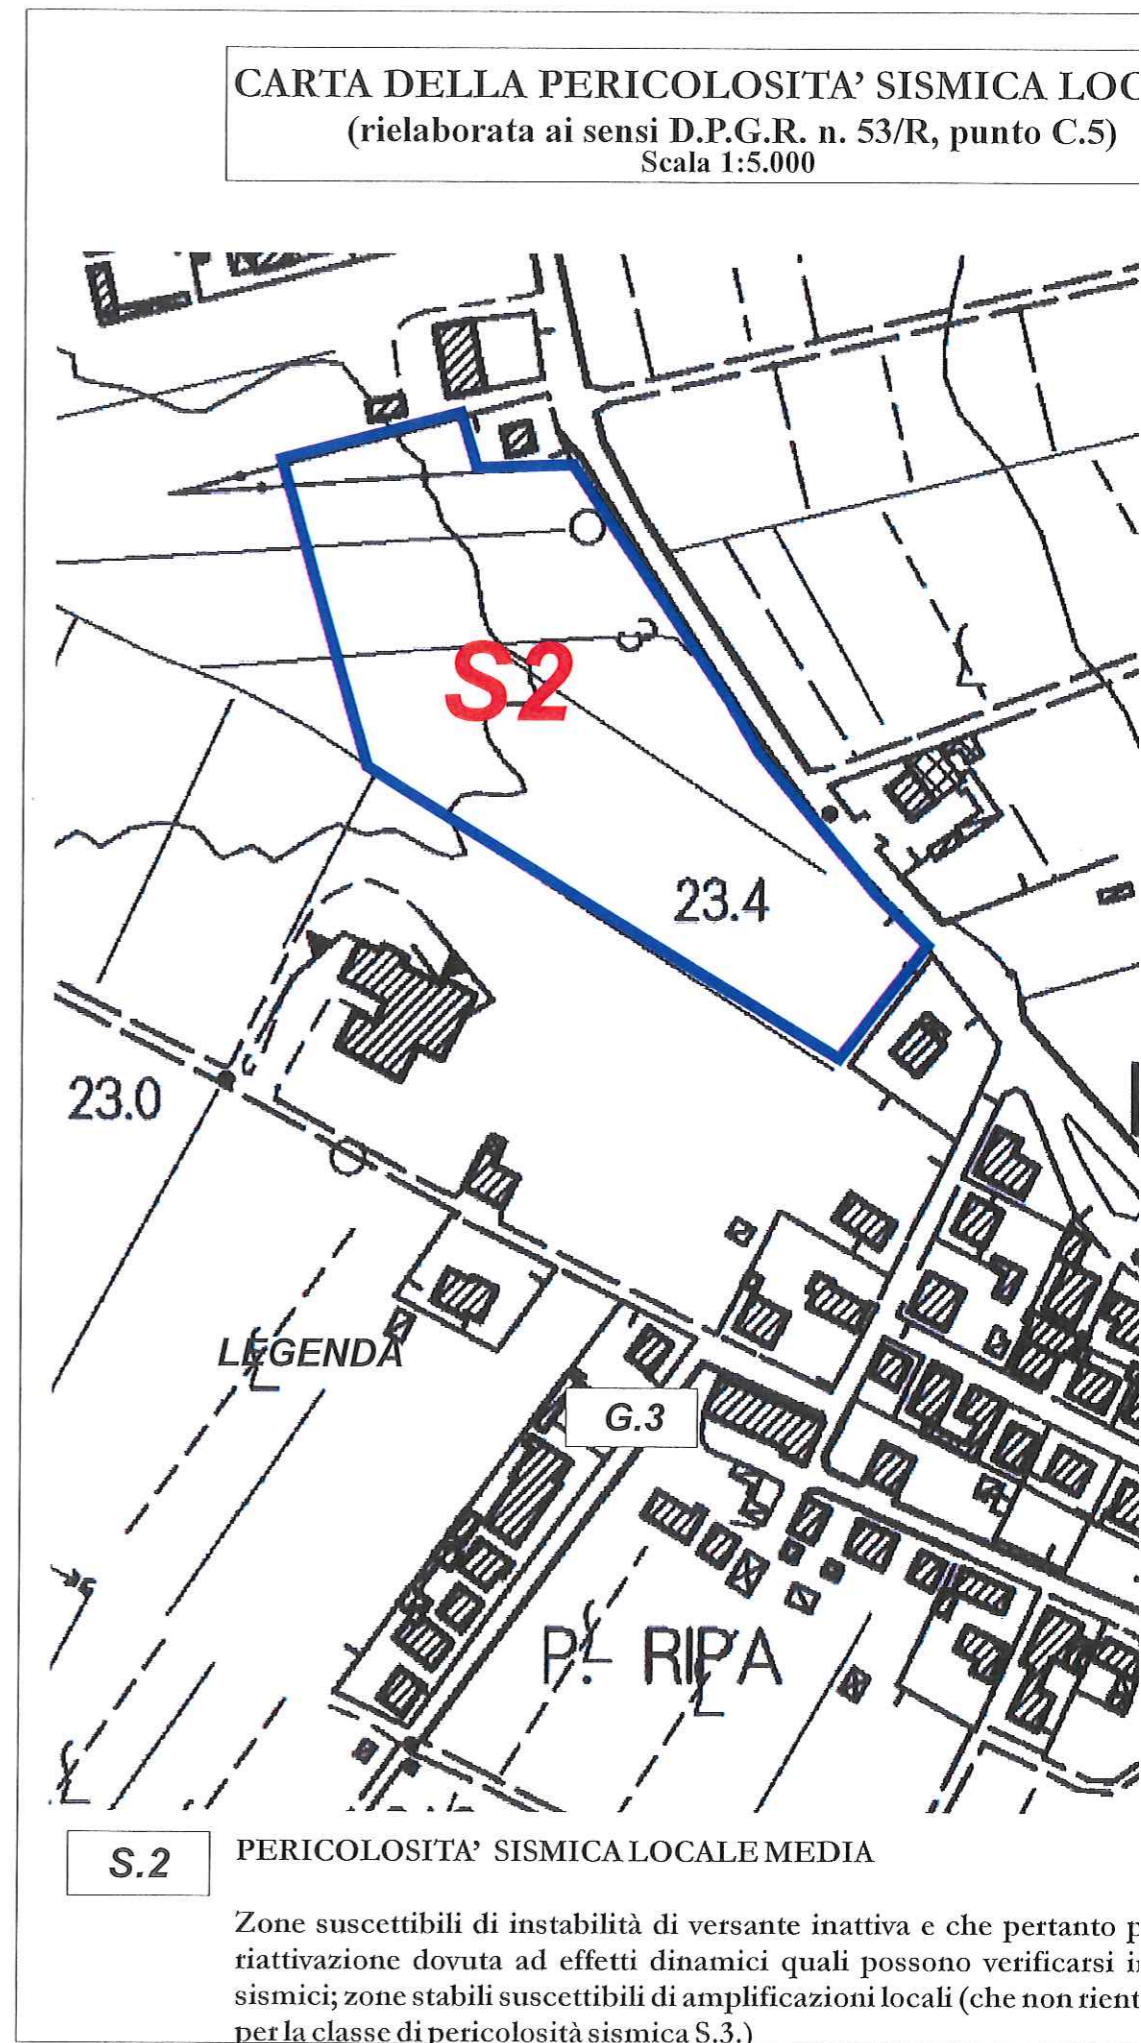 CARTA DELLA PERICOLOSITA' SISMICA LOC
(rielaborata ai sensi D.P.G.R. n. 53/R, punto C.5)
Scala 1:5.000
S2
23.4
23.0
LEGENDA
G.3
P. RIPA
S.2
PERICOLOSITA' SISMICA LOCALE MEDIA
Zone suscettibili di instabilità di versante inattiva e che pertanto p
riattivazione dovuta ad effetti dinamici quali possono verificarsi i
sismici; zone stabili suscettibili di amplificazioni locali (che non rient
per la classe di pericolosità sismica S.3.)